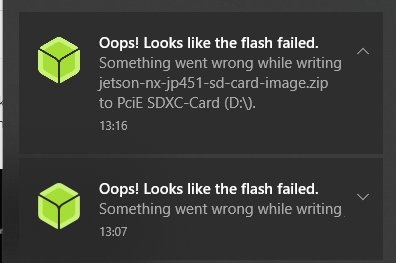 Oops! Looks like the flash failed.
Something went wrong while writing
jetson-nx-jp451-sd-card-image.zip
to PciE SDXC-Card (D:\).
13:16
Oops! Looks like the flash failed.
Something went wrong while writing
13:07